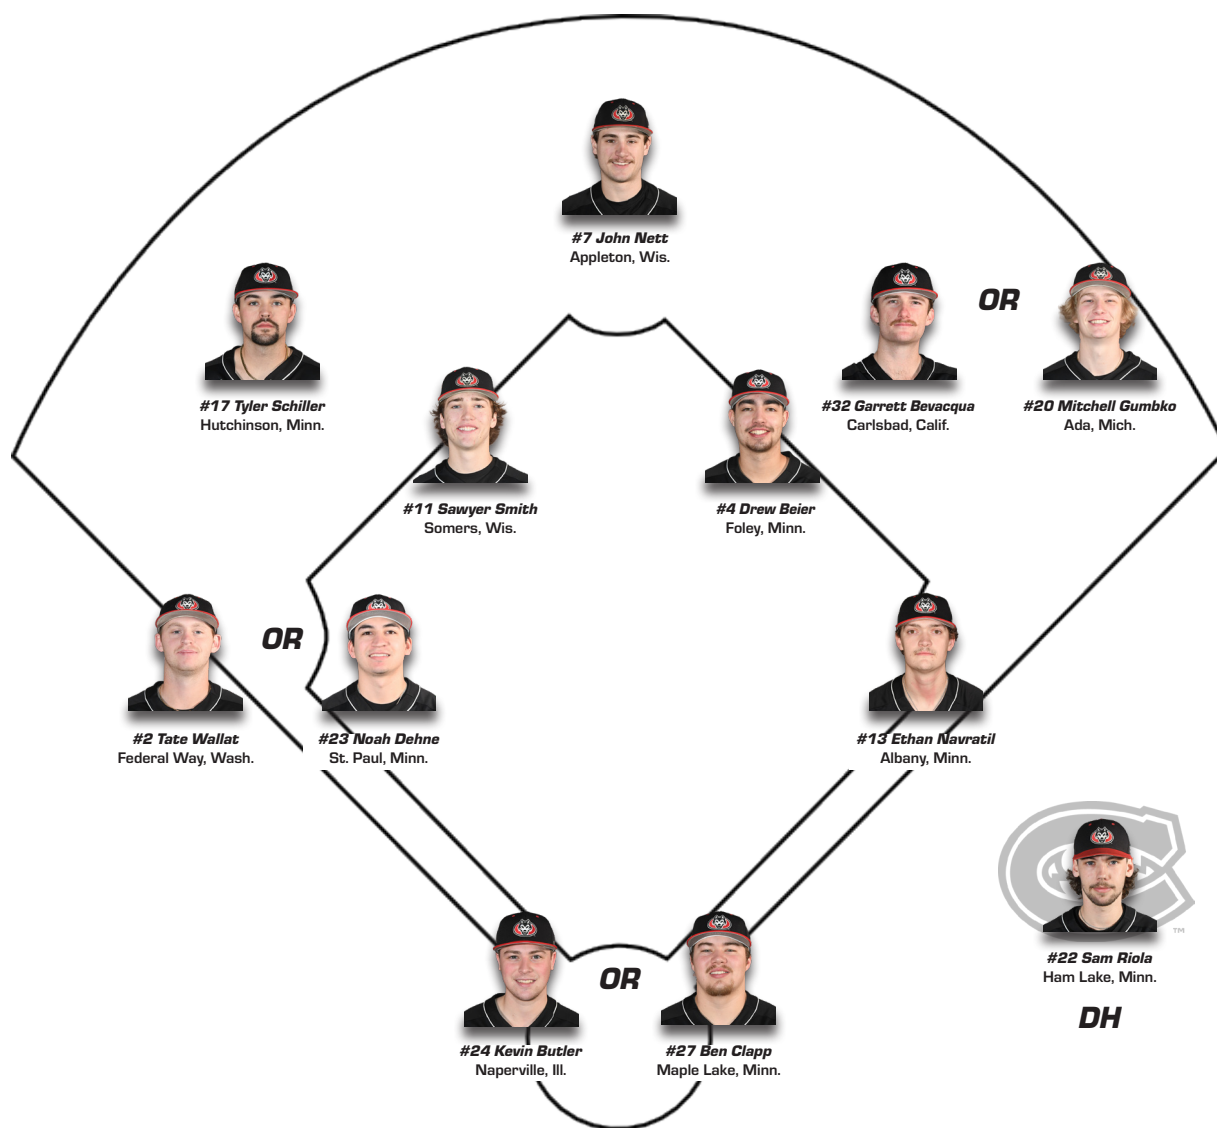 #7 John Nett
Appleton, Wis.
OR
#17 Tyler Schiller
Hutchinson, Minn.
#32 Garrett Bevacqua
Carlsbad, Calif.
#20 Mitchell Gumbko
Ada, Mich.
#11 Sawyer Smith
Somers, Wis.
#4 Drew Beier
Foley, Minn.
OR
#2 Tate Wallat
Federal Way, Wash.
#23 Noah Dehne
St. Paul, Minn.
#13 Ethan Navratil
Albany, Minn.
TM
#22 Sam Riola
Ham Lake, Minn.
DH
OR
#24 Kevin Butler
Naperville, Ill.
#27 Ben Clapp
Maple Lake, Minn.